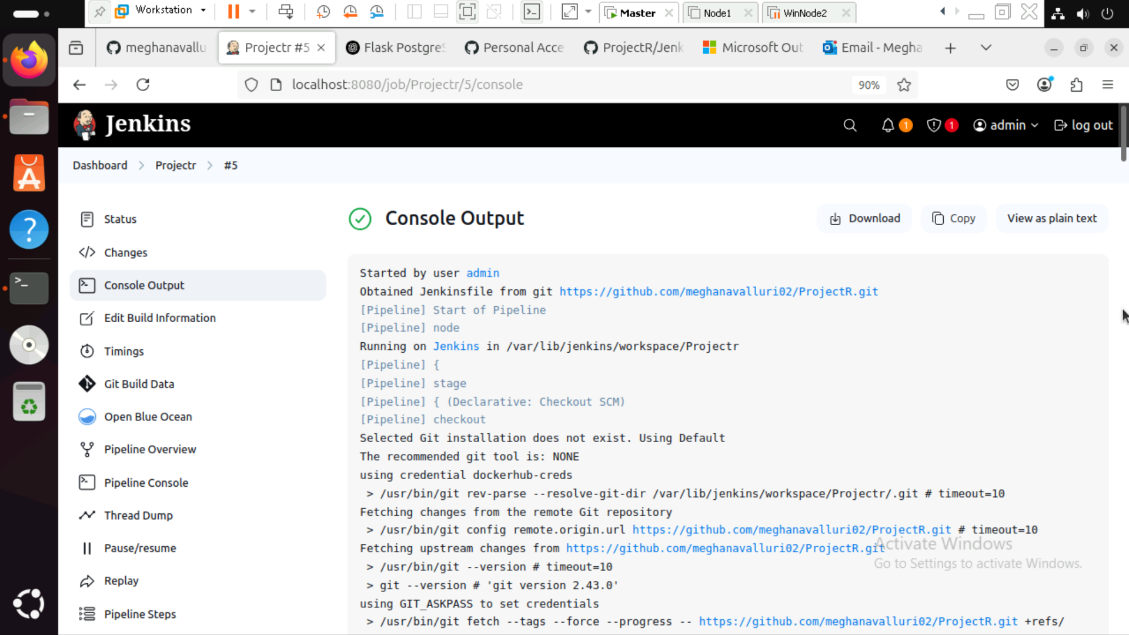 Workstation
Master
Node1
WinNode2
meghanavallu
Projectr #5
Flask Postgre
Personal Acce
ProjectR/Jenk
Microsoft Out
Email - Megha
localhost:8080/job/Projectr/5/console
90%
Jenkins
1
1
admin
log out
Dashboard > Projectr > #5
Status
Changes
Console Output
Edit Build Information
Timings
Git Build Data
Open Blue Ocean
Pipeline Overview
Pipeline Console
Thread Dump
Pause/resume
Replay
Pipeline Steps
Console Output
Download
Copy
View as plain text
Started by user admin
Obtained Jenkinsfile from git https://github.com/meghanavalluri02/ProjectR.git
[Pipeline] Start of Pipeline
[Pipeline] node
Running on Jenkins in /var/lib/jenkins/workspace/Projectr
[Pipeline] {
[Pipeline] stage
[Pipeline] { (Declarative: Checkout SCM)
[Pipeline] checkout
Selected Git installation does not exist. Using Default
The recommended git tool is: NONE
using credential dockerhub-creds
> /usr/bin/git rev-parse --resolve-git-dir /var/lib/jenkins/workspace/Projectr/.git # timeout=10
Fetching changes from the remote Git repository
> /usr/bin/git config remote.origin.url https://github.com/meghanavalluri02/ProjectR.git # timeout=10
Fetching upstream changes from https://github.com/meghanavalluri02/ProjectR.git
> /usr/bin/git --version # timeout=10
> git --version # 'git version 2.43.0'
using GIT_ASKPASS to set credentials
> /usr/bin/git fetch --tags --force --progress -- https://github.com/meghanavalluri02/ProjectR.git +refs/
Activate Windows
Go to Settings to activate Windows.